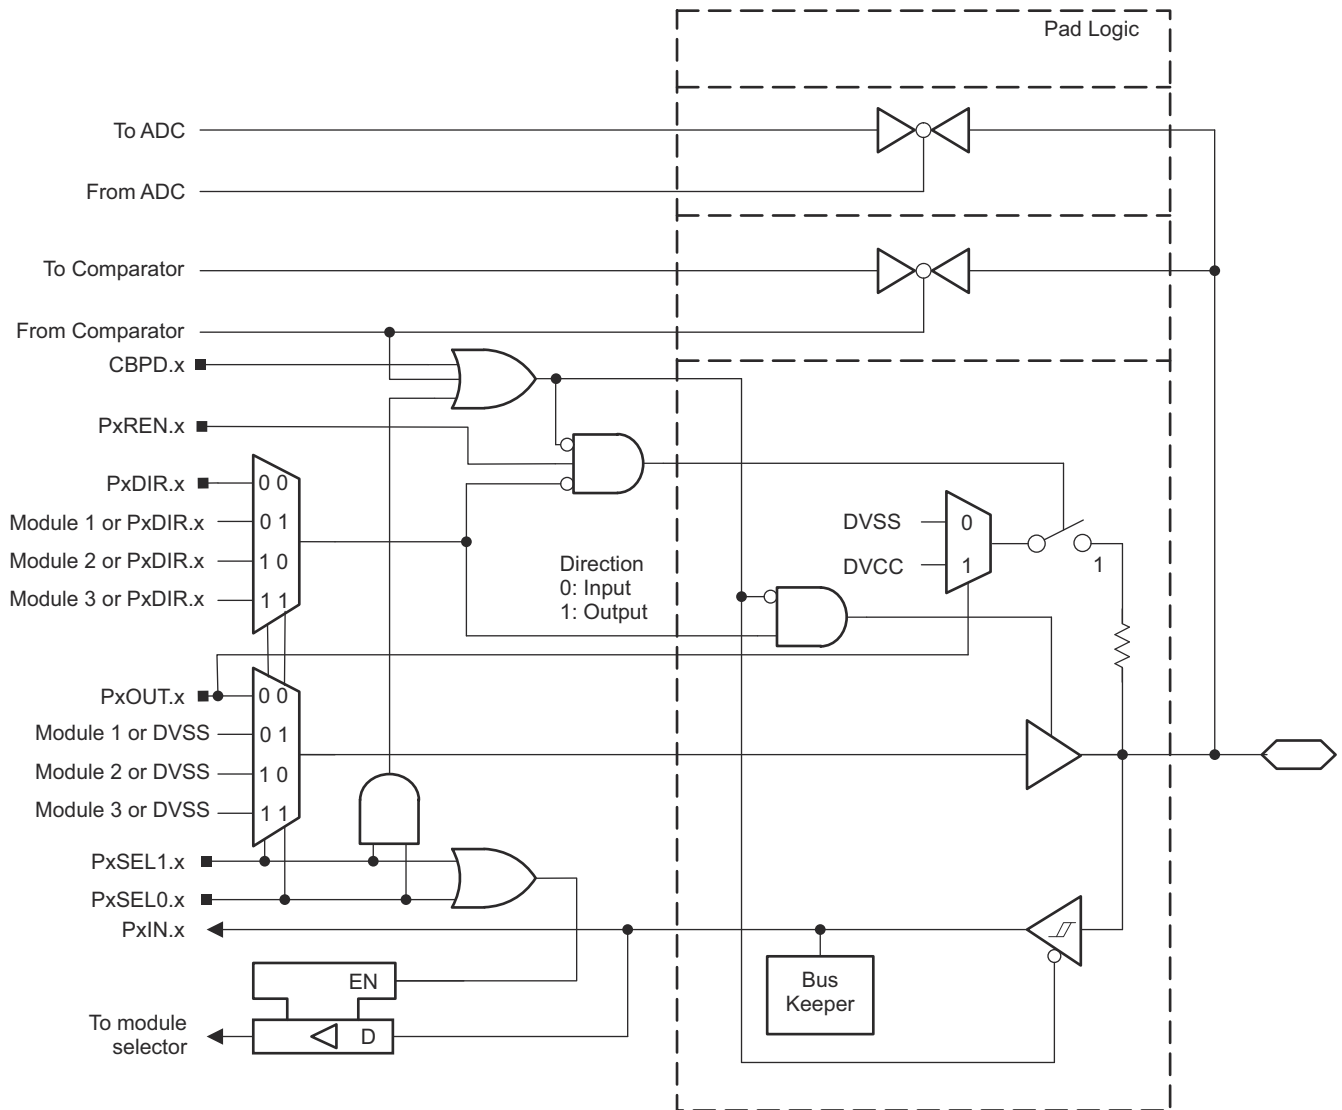 Pad Logic
To ADC
From ADC
To Comparator
From Comparator
CBPD.x
PxREN.x
PxDIR.x
0 0
Module 1 or PxDIR.x
0 1
Module 2 or PxDIR.x
1 0
Module 3 or PxDIR.x
1 1
Direction
0: Input
1: Output
DVSS
0
DVCC
1
1
PxOUT.x
0 0
Module 1 or DVSS
0 1
Module 2 or DVSS
1 0
Module 3 or DVSS
1 1
PxSEL1.x
PxSEL0.x
PxIN.x
Bus
Keeper
EN
D
To module
selector